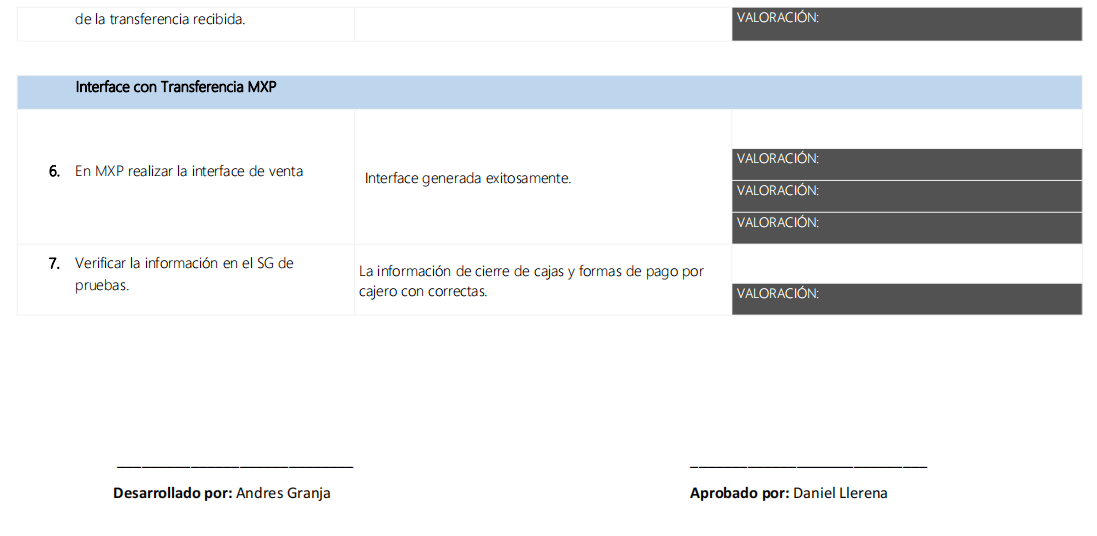 de la transferencia recibida.
VALORACIÓN:
Interface con Transferencia MXP
6. En MXP realizar la interface de venta
Interface generada exitosamente.
VALORACIÓN:
VALORACIÓN:
VALORACIÓN:
7. Verificar la información en el SG de
pruebas.
La información de cierre de cajas y formas de pago por
cajero con correctas.
VALORACIÓN:
Desarrollado por: Andres Granja
Aprobado por: Daniel Llerena